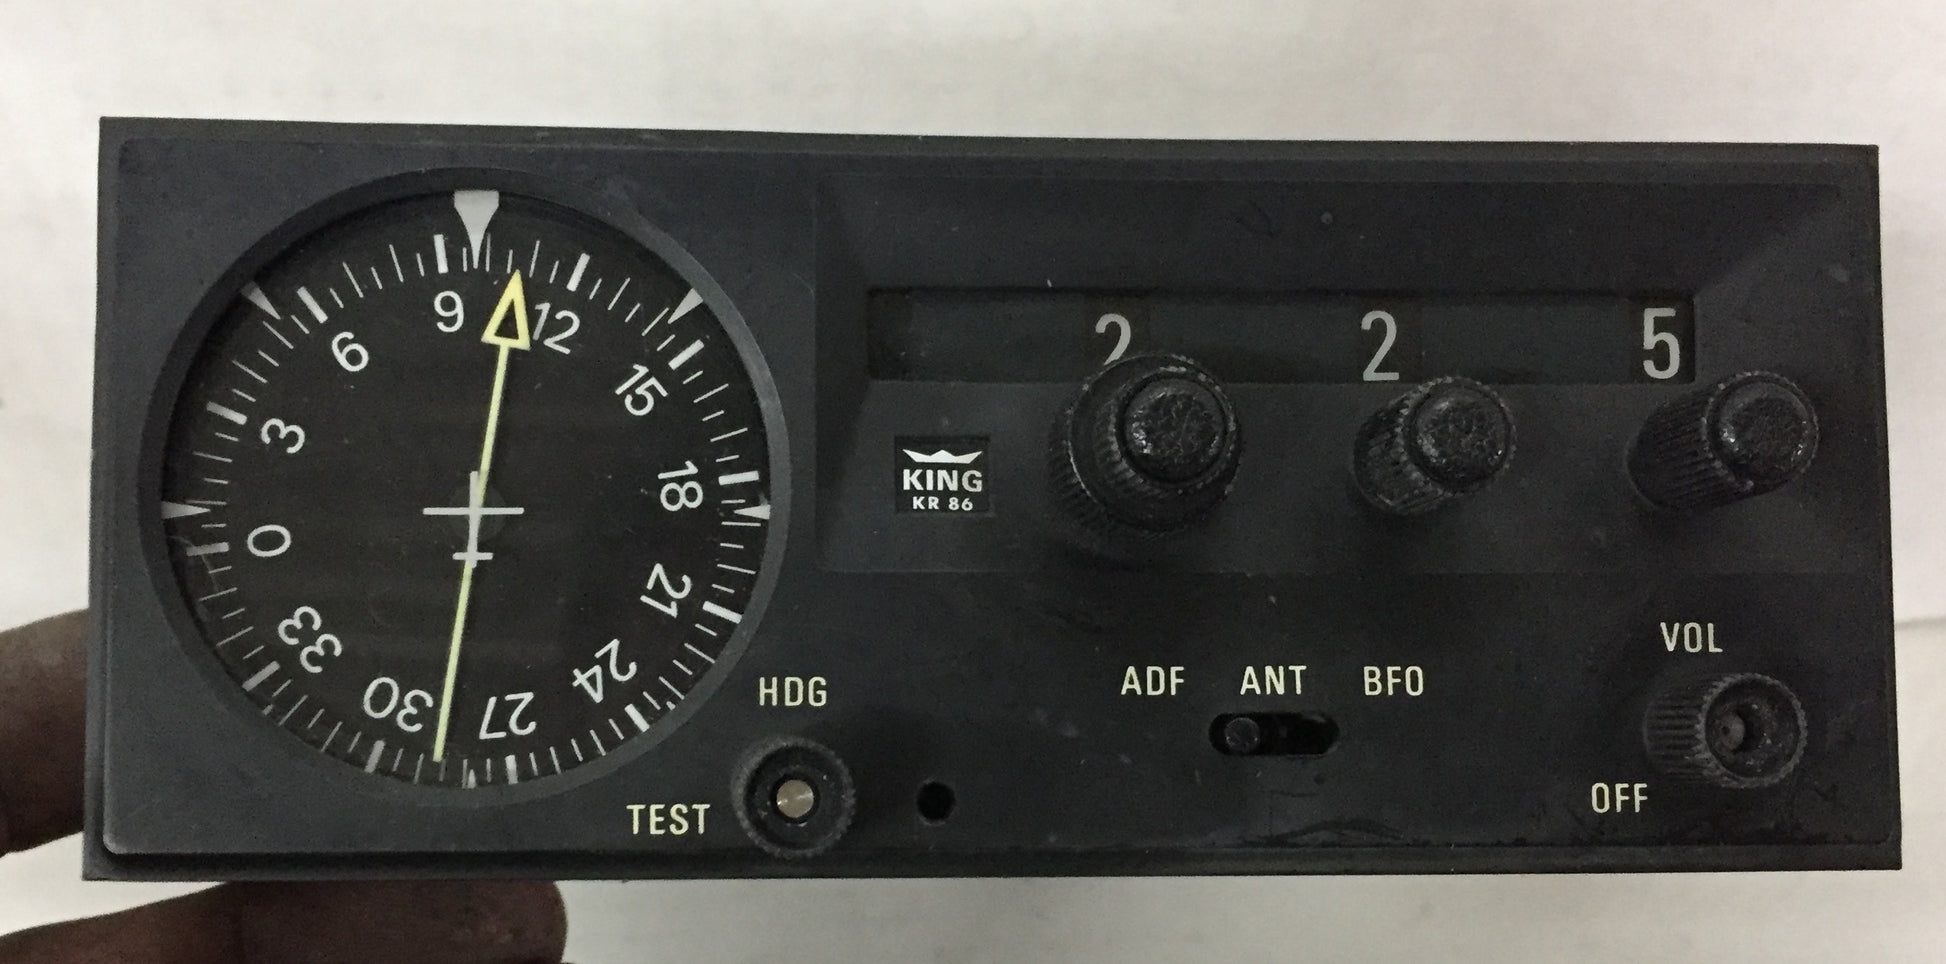 9
12
15
18
21
24
27
30
33
0
3
6
2 2 5
KING
KR 86
HDG
TEST
ADF ANT BFO
VOL
OFF